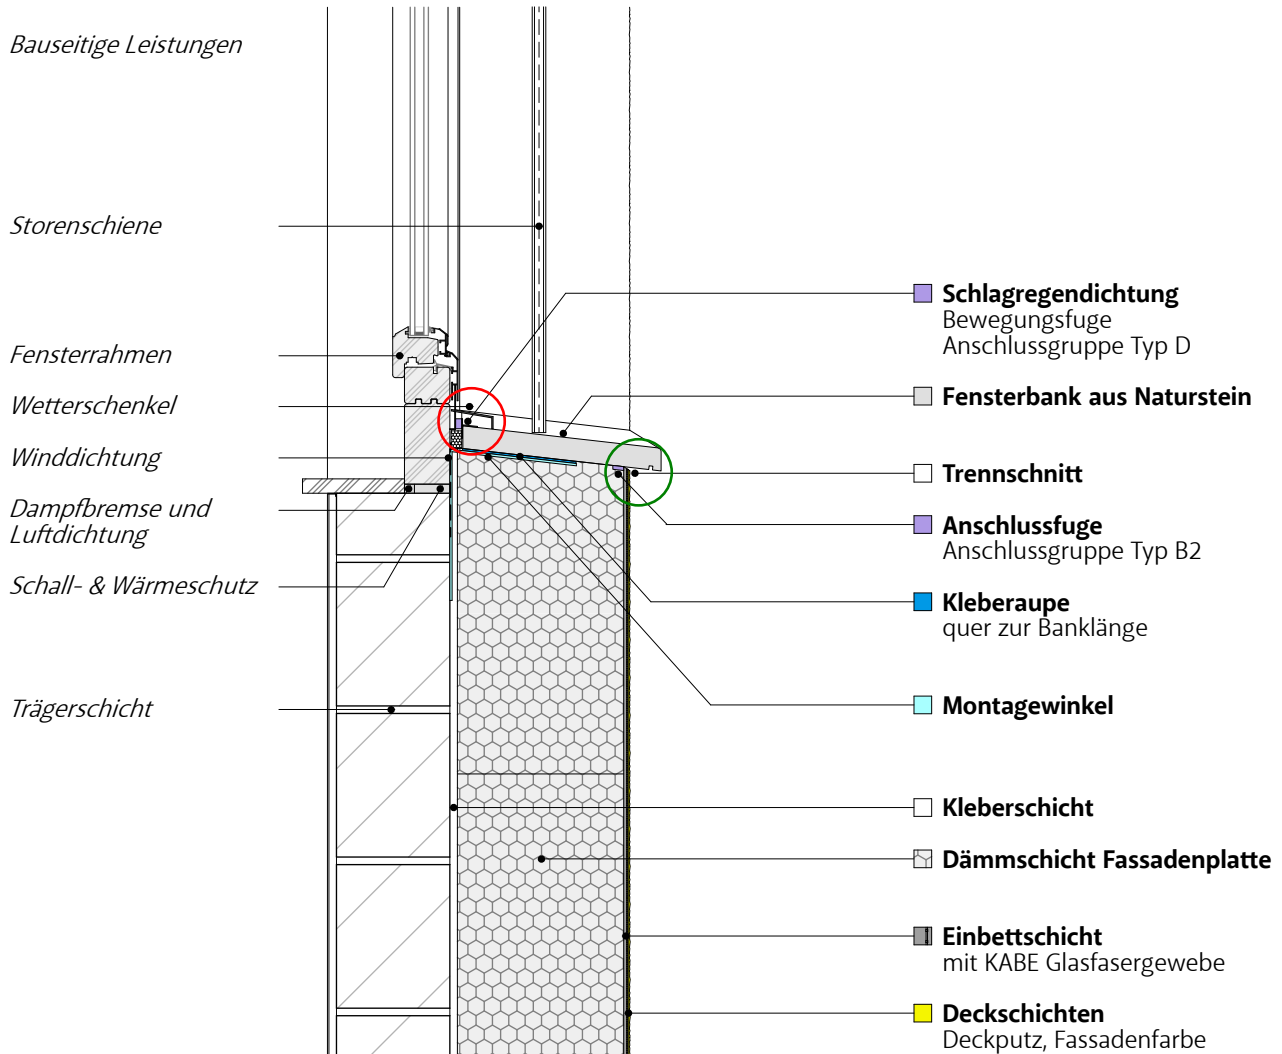 Bauseitige Leistungen
Storenschiene
Fensterrahmen
Wetterschenkel
Winddichtung
Dampfbremse und
Luftdichtung
Schall- & Wärmeschutz
Trägerschicht
Schlagregendichtung
Bewegungsfuge
Anschlussgruppe Typ D
Fensterbank aus Naturstein
Trennschnitt
Anschlussfuge
Anschlussgruppe Typ B2
Kleberaupe
quer zur Banklänge
Montagewinkel
Kleberschicht
Dämmschicht Fassadenplatte
Einbettschicht
mit KABE Glasfasergewebe
Deckschichten
Deckputz, Fassadenfarbe